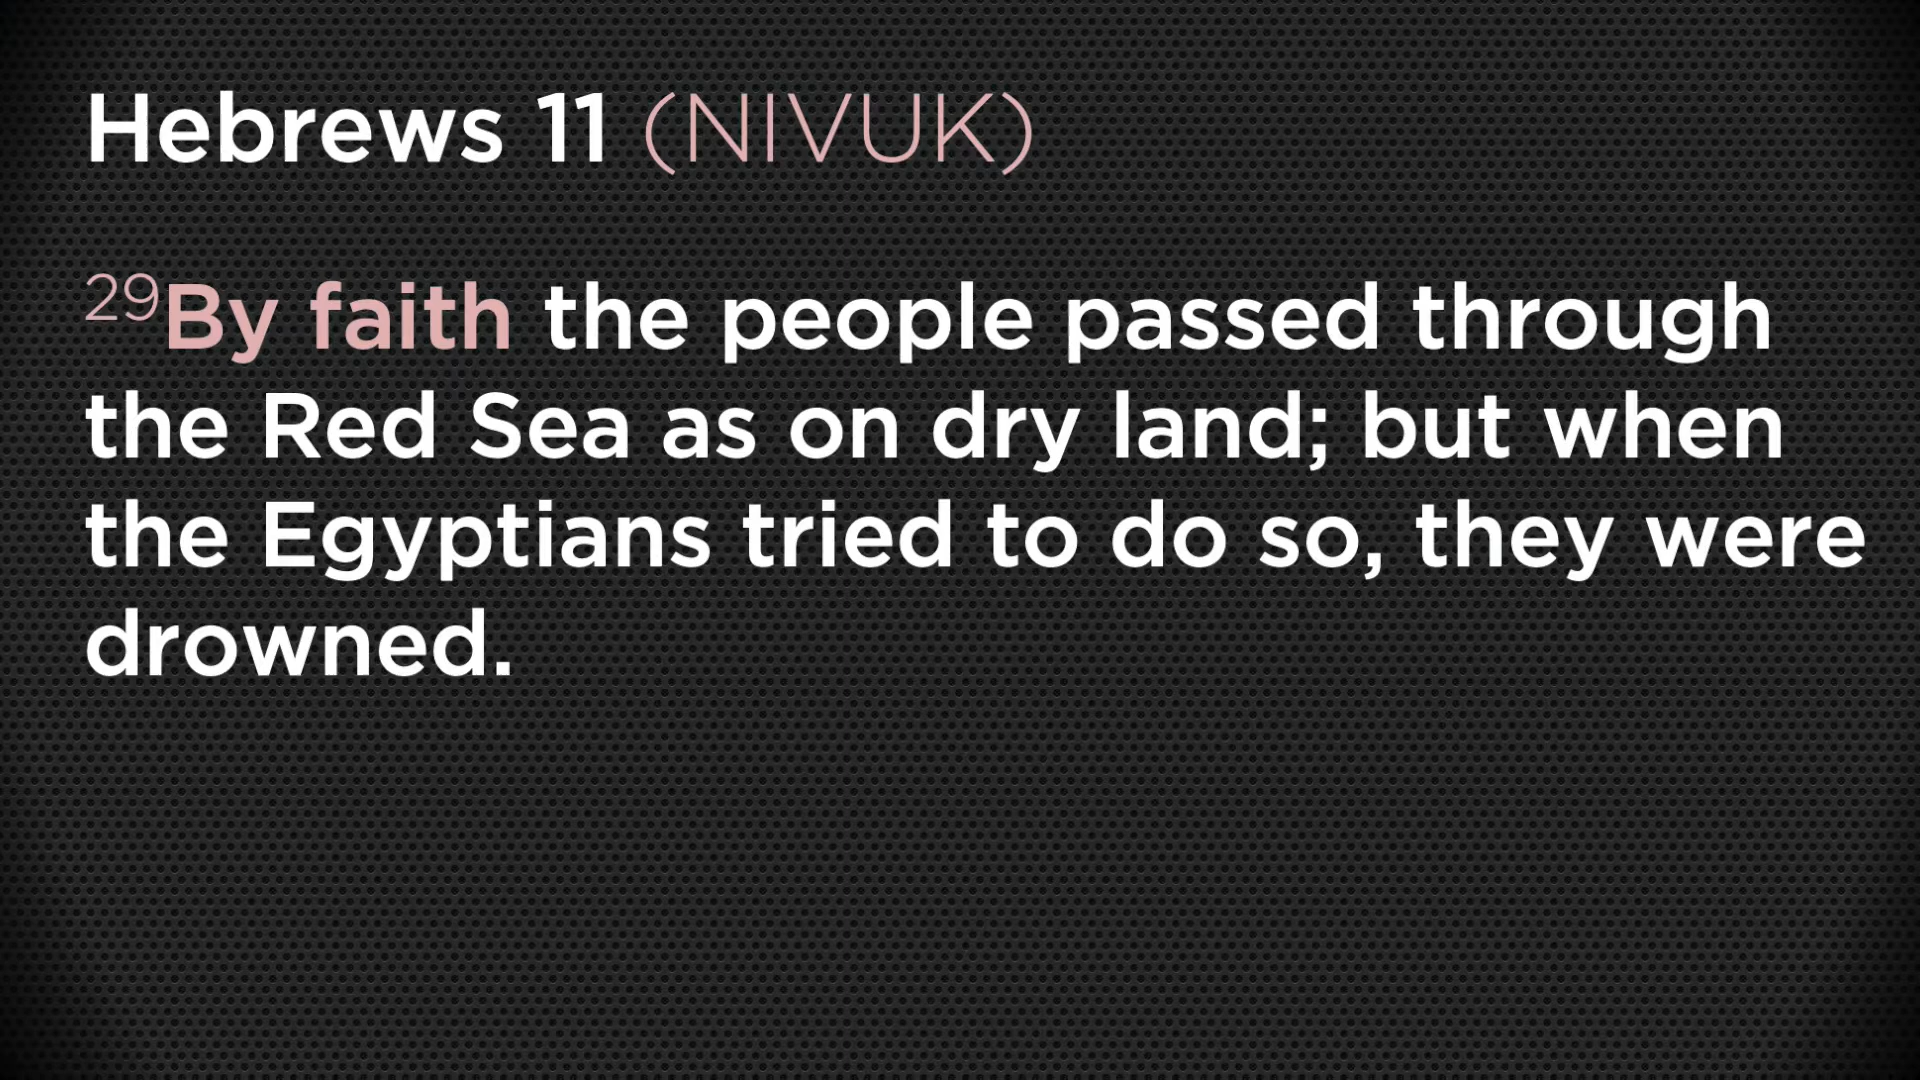 Hebrews 11 (NIVUK)
29By faith the people passed through
the Red Sea as on dry land; but when
the Egyptians tried to do so, they were
drowned.